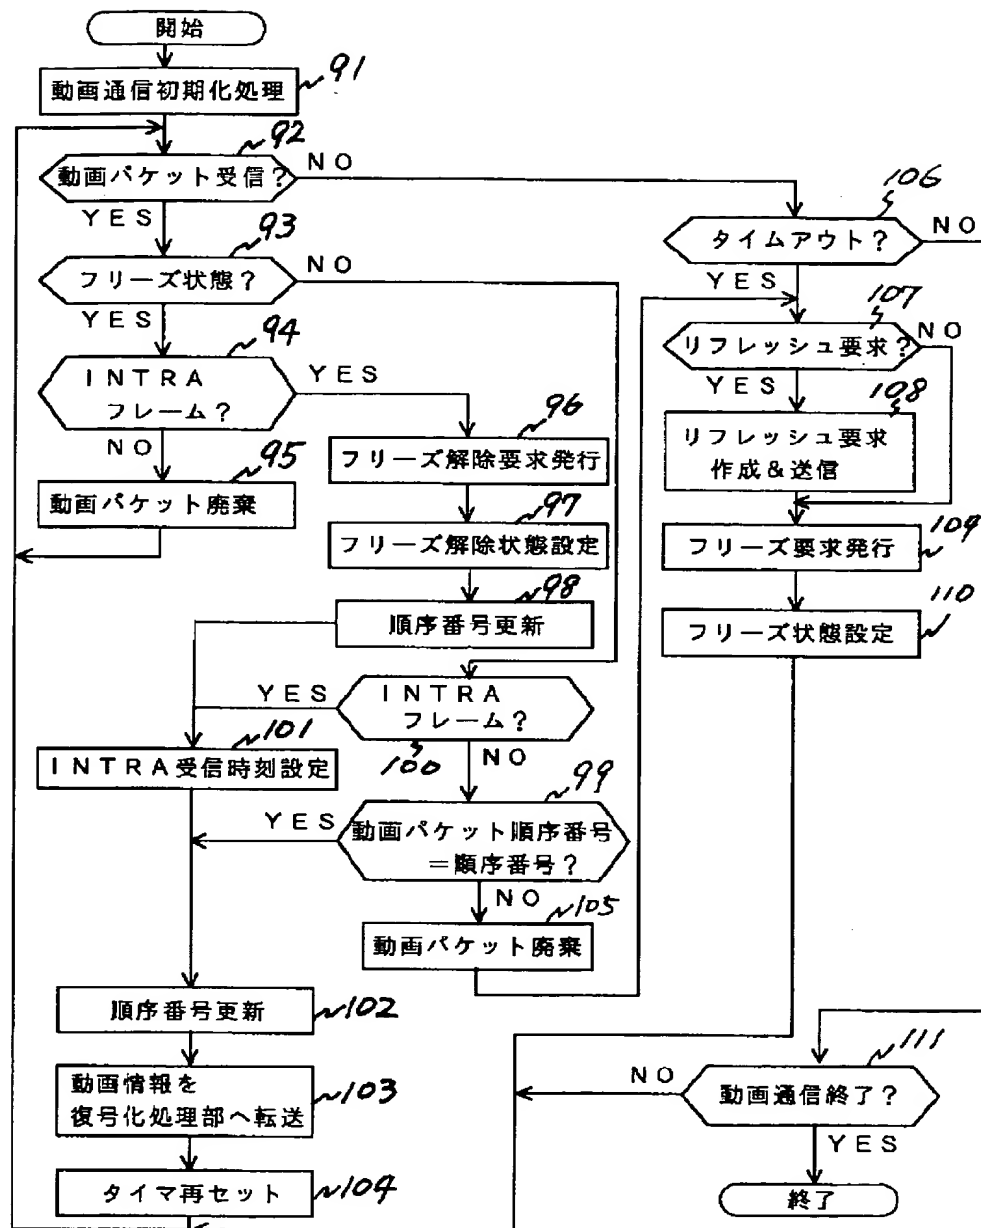 開始
動画通信初期化処理
91
92
動画パケット受信?
NO
YES
93
フリーズ状態?
NO
YES
94
INTRA
フレーム?
YES
NO
95
動画パケット廃棄
96
フリーズ解除要求発行
97
フリーズ解除状態設定
98
順序番号更新
YES
INTRA
フレーム?
100
NO
101
INTRA受信時刻設定
99
YES
動画パケット順序番号
=順序番号?
NO
105
動画パケット廃棄
順序番号更新
102
動画情報を
復号化処理部へ転送
103
タイマ再セット
104
106
タイムアウト?
NO
YES
107
リフレッシュ要求?
NO
YES
108
リフレッシュ要求
作成&送信
109
フリーズ要求発行
110
フリーズ状態設定
111
NO
動画通信終了?
YES
終了